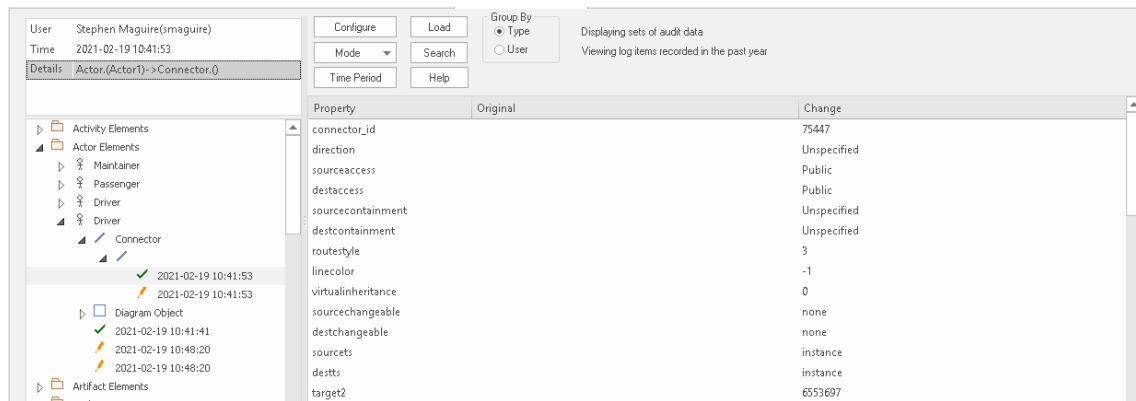 User Stephen Maguire(smaguire)
Time 2021-02-19 10:41:53
Details Actor.(Actor1)->Connector.()
Configure Load
Mode Search
Time Period Help
Group By
Type
User
Displaying sets of audit data
Viewing log items recorded in the past year
Activity Elements
Actor Elements
Maintainer
Passenger
Driver
Driver
Connector
2021-02-19 10:41:53
2021-02-19 10:41:53
Diagram Object
2021-02-19 10:41:41
2021-02-19 10:48:20
2021-02-19 10:48:20
Artifact Elements
Property Original Change
connector_id 75447
direction Unspecified
sourceaccess Public
destaccess Public
sourcecontainment Unspecified
destcontainment Unspecified
routestyle 3
linecolor -1
virtualinheritance 0
sourcechangeable none
destchangeable none
sourcets instance
destts instance
target2 6553697